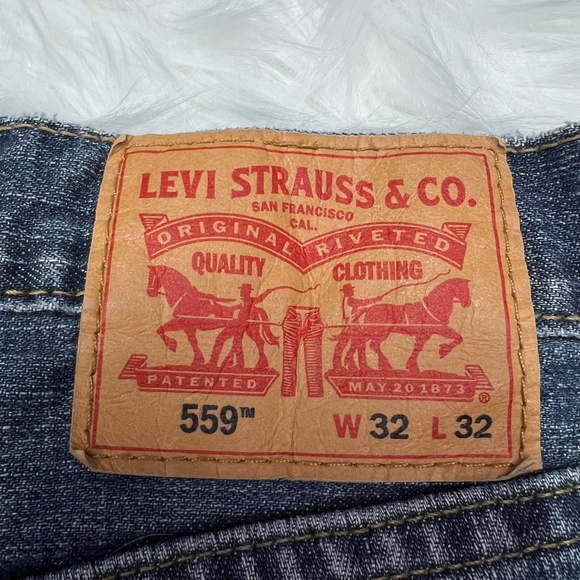 LEVI STRAUSS & CO.
SAN FRANCISCO
CAL.
ORIGINAL RIVETED
QUALITY CLOTHING
PATENTED MAY 20 1873 ®
559™ W 32 L 32